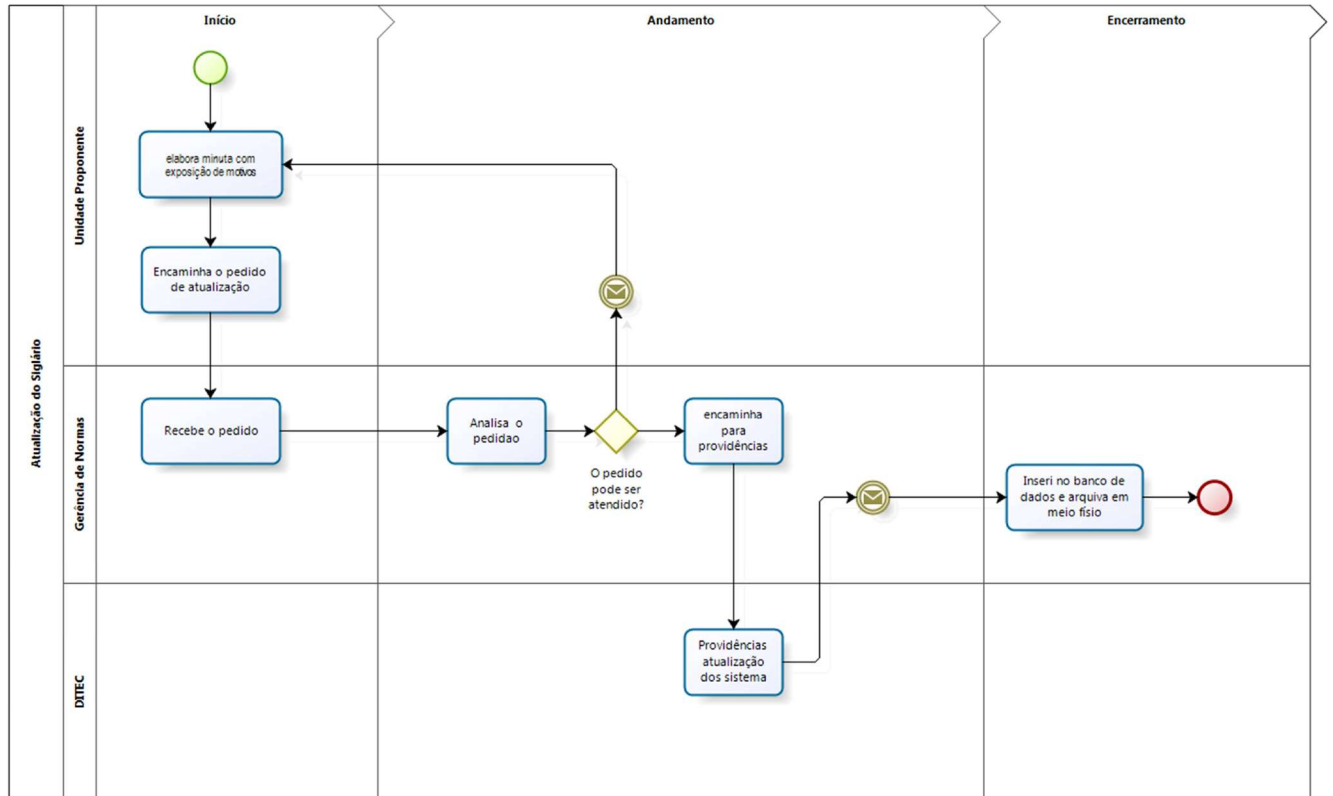 Início
Andamento
Encerramento
Atualização do Siglário
Unidade Proponente
elabora minuta com
exposição de motivos
Encaminha o pedido
de atualização
Gerência de Normas
Recebe o pedido
Analisa o
pedidao
O pedido
pode ser
atendido?
encaminha
para
providências
Inseri no banco de
dados e arquiva em
meio físio
DITEC
Providências
atualização
dos sistema